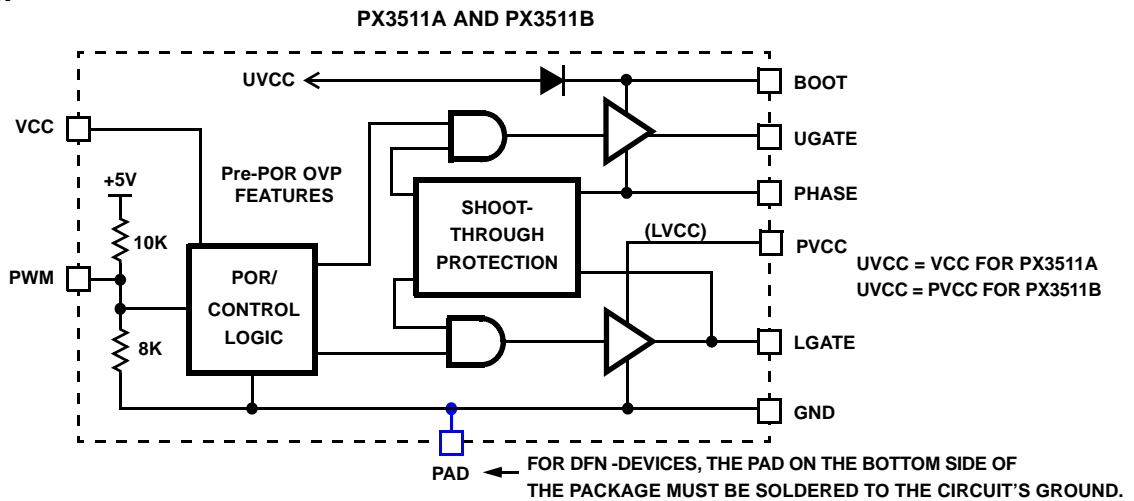 PX3511A AND PX3511B
UVCC
BOOT
VCC
UGATE
+5V
Pre-POR OVP
FEATURES
PHASE
SHOOT-
THROUGH
PROTECTION
(LVCC)
10K
PVCC
PWM
POR/
CONTROL
LOGIC
UVCC = VCC FOR PX3511A
UVCC = PVCC FOR PX3511B
8K
LGATE
GND
PAD
FOR DFN -DEVICES, THE PAD ON THE BOTTOM SIDE OF
THE PACKAGE MUST BE SOLDERED TO THE CIRCUIT'S GROUND.